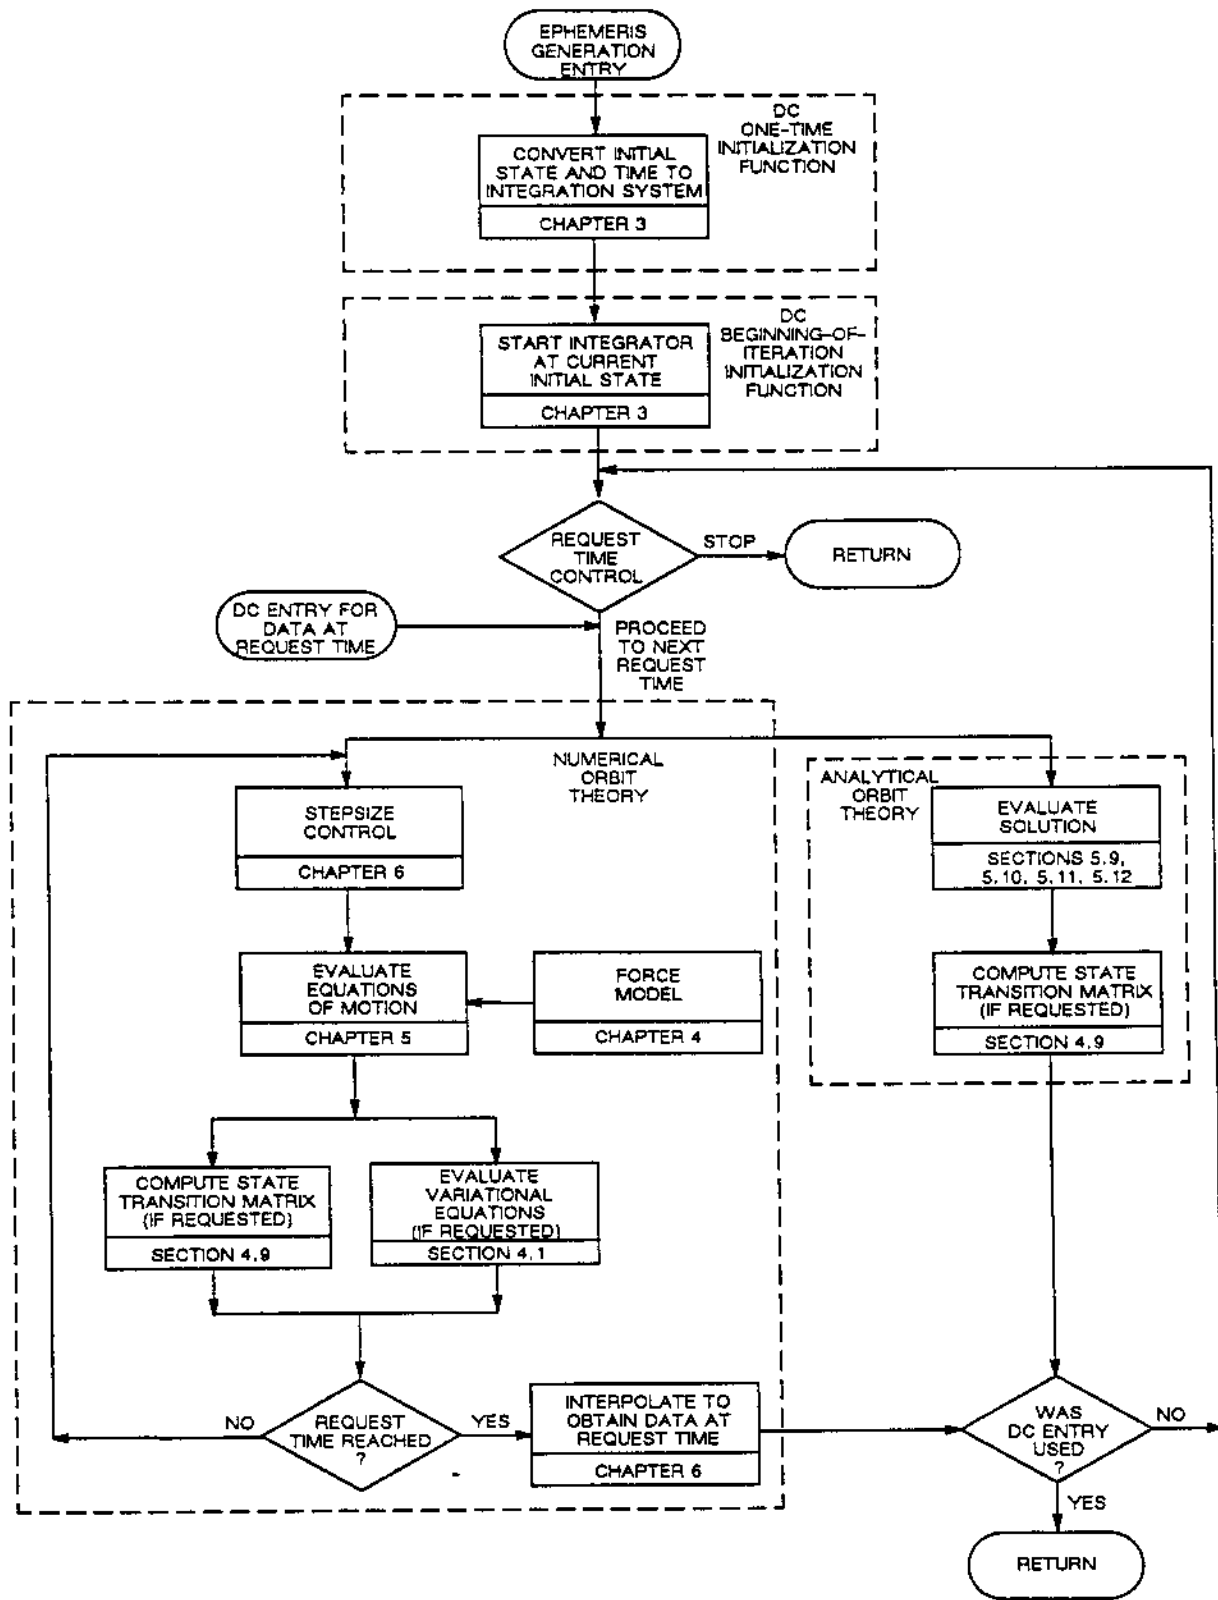 EPHEMERIS
GENERATION
ENTRY
DC
ONE-TIME
INITIALIZATION
FUNCTION
CONVERT INITIAL
STATE AND TIME TO
INTEGRATION SYSTEM
CHAPTER 3
DC
BEGINNING-OF-
ITERATION
INITIALIZATION
FUNCTION
START INTEGRATOR
AT CURRENT
INITIAL STATE
CHAPTER 3
REQUEST
TIME
CONTROL
STOP
RETURN
DC ENTRY FOR
DATA AT
REQUEST TIME
PROCEED
TO NEXT
REQUEST
TIME
NUMERICAL
ORBIT
THEORY
STEPSIZE
CONTROL
CHAPTER 6
EVALUATE
EQUATIONS
OF MOTION
CHAPTER 5
FORCE
MODEL
CHAPTER 4
COMPUTE STATE
TRANSITION MATRIX
(IF REQUESTED)
SECTION 4.9
EVALUATE
VARIATIONAL
EQUATIONS
(IF REQUESTED)
SECTION 4.1
REQUEST
TIME REACHED
?
NO
YES
INTERPOLATE TO
OBTAIN DATA AT
REQUEST TIME
CHAPTER 6
ANALYTICAL
ORBIT
THEORY
EVALUATE
SOLUTION
SECTIONS 5.9,
5.10, 5.11, 5.12
COMPUTE STATE
TRANSITION MATRIX
(IF REQUESTED)
SECTION 4.9
WAS
DC ENTRY
USED
?
NO
YES
RETURN